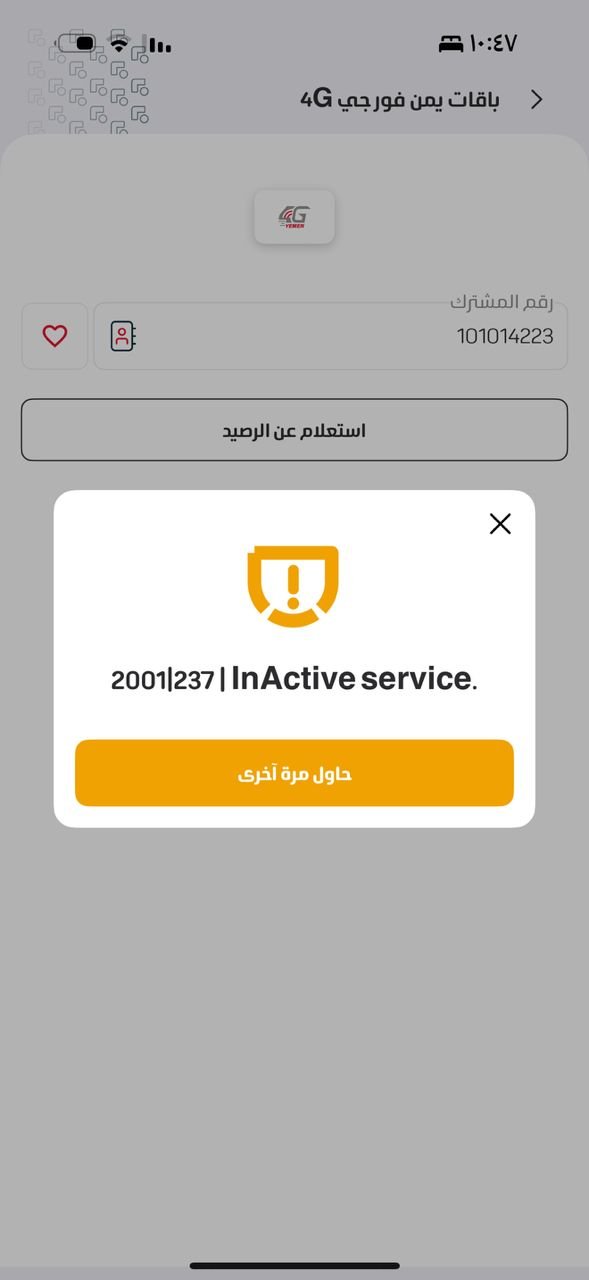 ١٠:٤٧
باقات يمن فورجي 4G
4G
YEMEN
رقم المشترك
101014223
استعلام عن الرصيد
2001|237 | InActive service.
حاول مرة آخرى